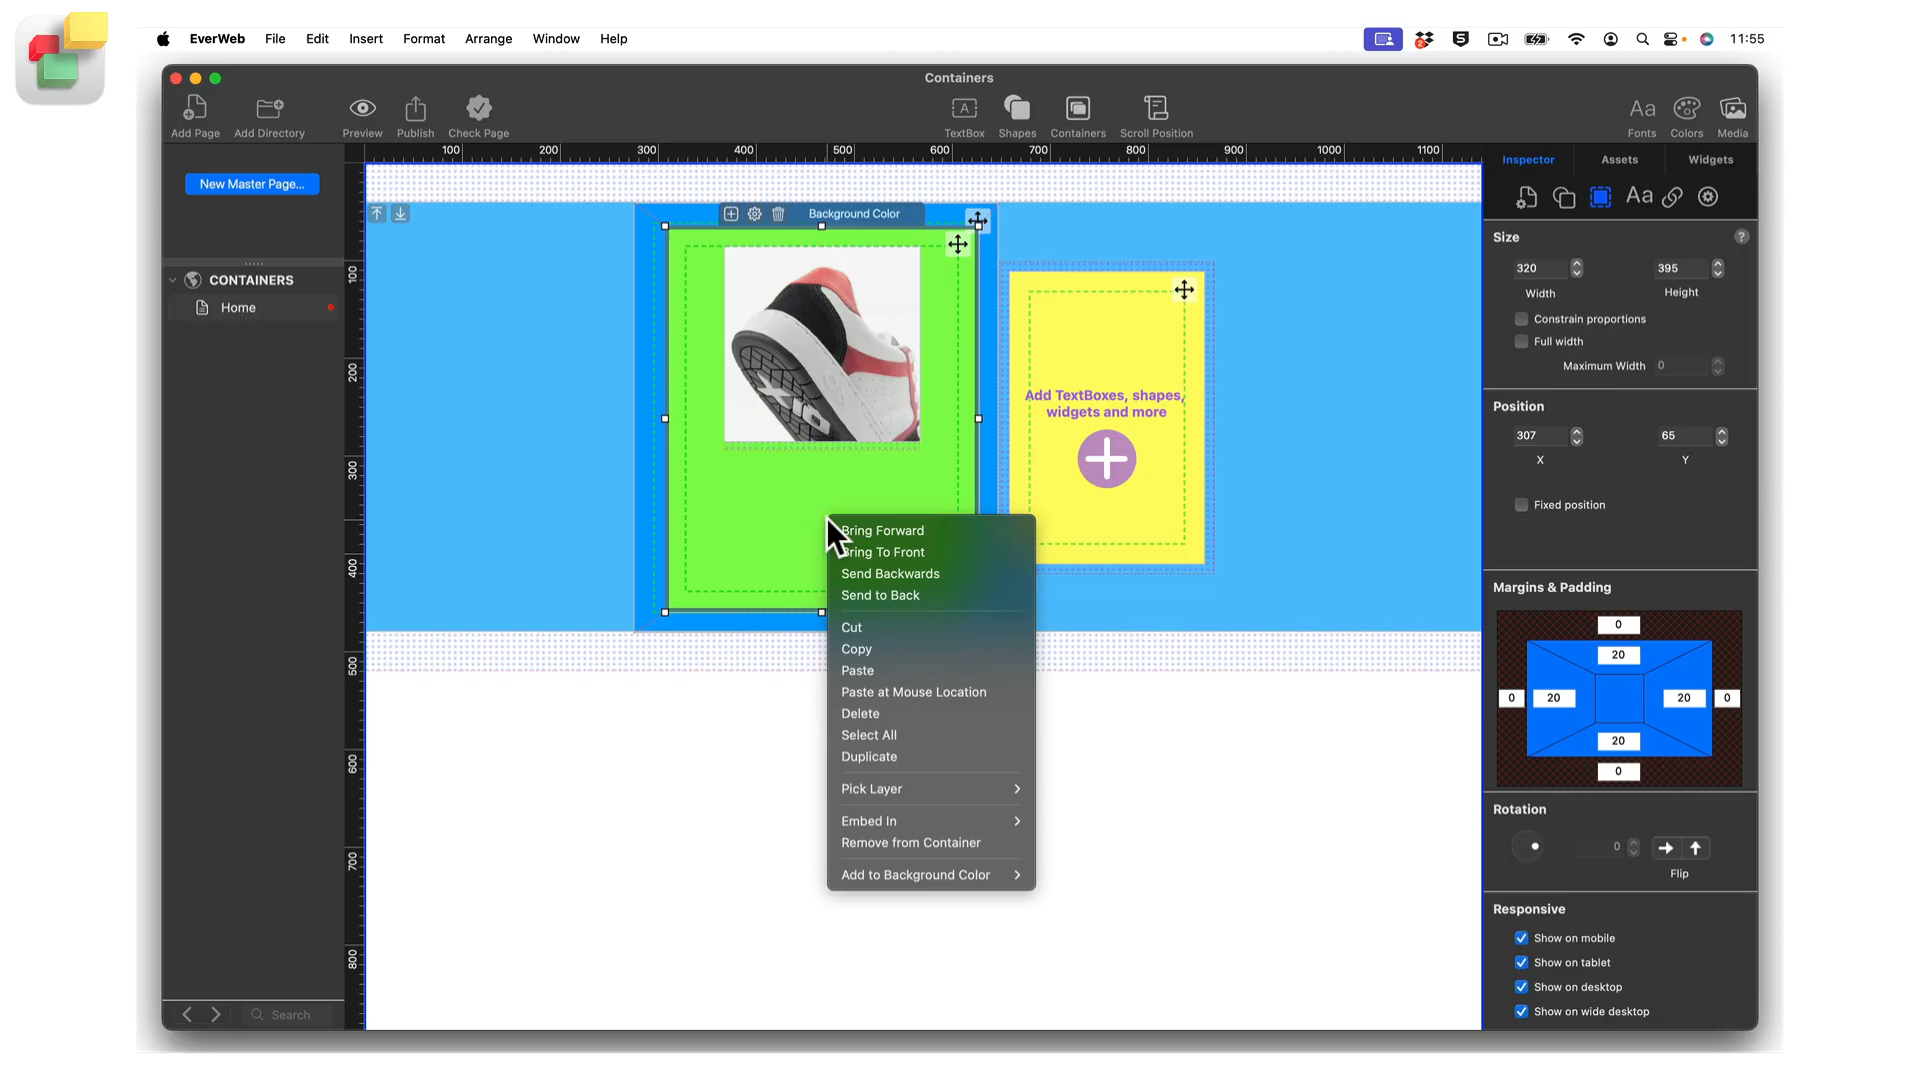 EverWeb File Edit Insert Format Arrange Window Help 11:55
Containers
Add Page Add Directory Preview Publish Check Page TextBox Shapes Containers Scroll Position Fonts Colors Media
100 200 300 400 500 600 700 800 900 1000 1100
Inspector Assets Widgets
New Master Page...
Background Color
CONTAINERS
Home
100
200
300
400
500
600
700
800
Add TextBoxes, shapes,
widgets and more
Bring Forward
Bring To Front
Send Backwards
Send to Back
Cut
Copy
Paste
Paste at Mouse Location
Delete
Select All
Duplicate
Pick Layer
Embed In
Remove from Container
Add to Background Color
Size
?
320 395
Width Height
Constrain proportions
Full width
Maximum Width 0
Position
307 65
X Y
Fixed position
Margins & Padding
0
20
0 20 20 0
20
0
Rotation
0
Flip
Responsive
Show on mobile
Show on tablet
Show on desktop
Show on wide desktop
Search